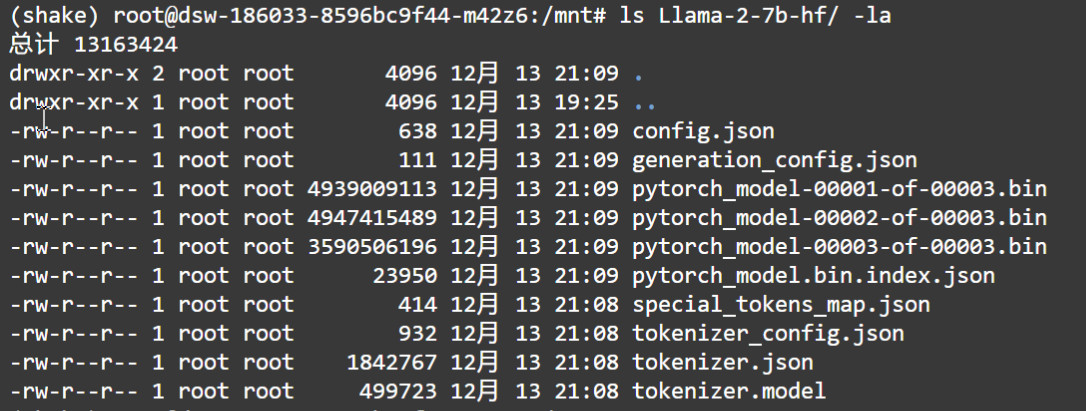 (shake) root@dsw-186033-8596bc9f44-m42z6:/mnt# ls Llama-2-7b-hf/ -la
总计 13163424
drwxr-xr-x 2 root root       4096 12月 13 21:09 .
drwxr-xr-x 1 root root       4096 12月 13 19:25 ..
-rw-r--r-- 1 root root        638 12月 13 21:09 config.json
-rw-r--r-- 1 root root        111 12月 13 21:09 generation_config.json
-rw-r--r-- 1 root root 4939009113 12月 13 21:09 pytorch_model-00001-of-00003.bin
-rw-r--r-- 1 root root 4947415489 12月 13 21:09 pytorch_model-00002-of-00003.bin
-rw-r--r-- 1 root root 3590506196 12月 13 21:09 pytorch_model-00003-of-00003.bin
-rw-r--r-- 1 root root      23950 12月 13 21:09 pytorch_model.bin.index.json
-rw-r--r-- 1 root root        414 12月 13 21:08 special_tokens_map.json
-rw-r--r-- 1 root root        932 12月 13 21:08 tokenizer_config.json
-rw-r--r-- 1 root root    1842767 12月 13 21:08 tokenizer.json
-rw-r--r-- 1 root root     499723 12月 13 21:08 tokenizer.model